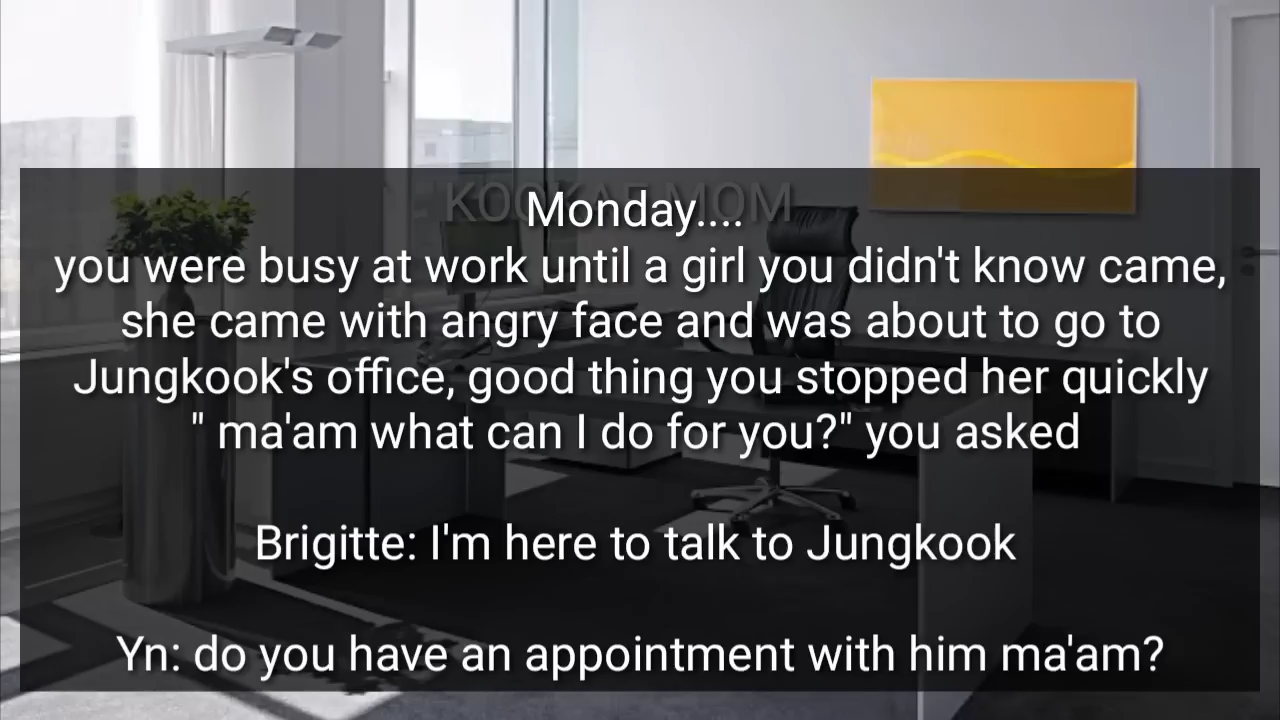 KOOKAE MOM
Monday....
you were busy at work until a girl you didn't know came,
she came with angry face and was about to go to
Jungkook's office, good thing you stopped her quickly
" ma'am what can I do for you?" you asked
Brigitte: I'm here to talk to Jungkook
Yn: do you have an appointment with him ma'am?